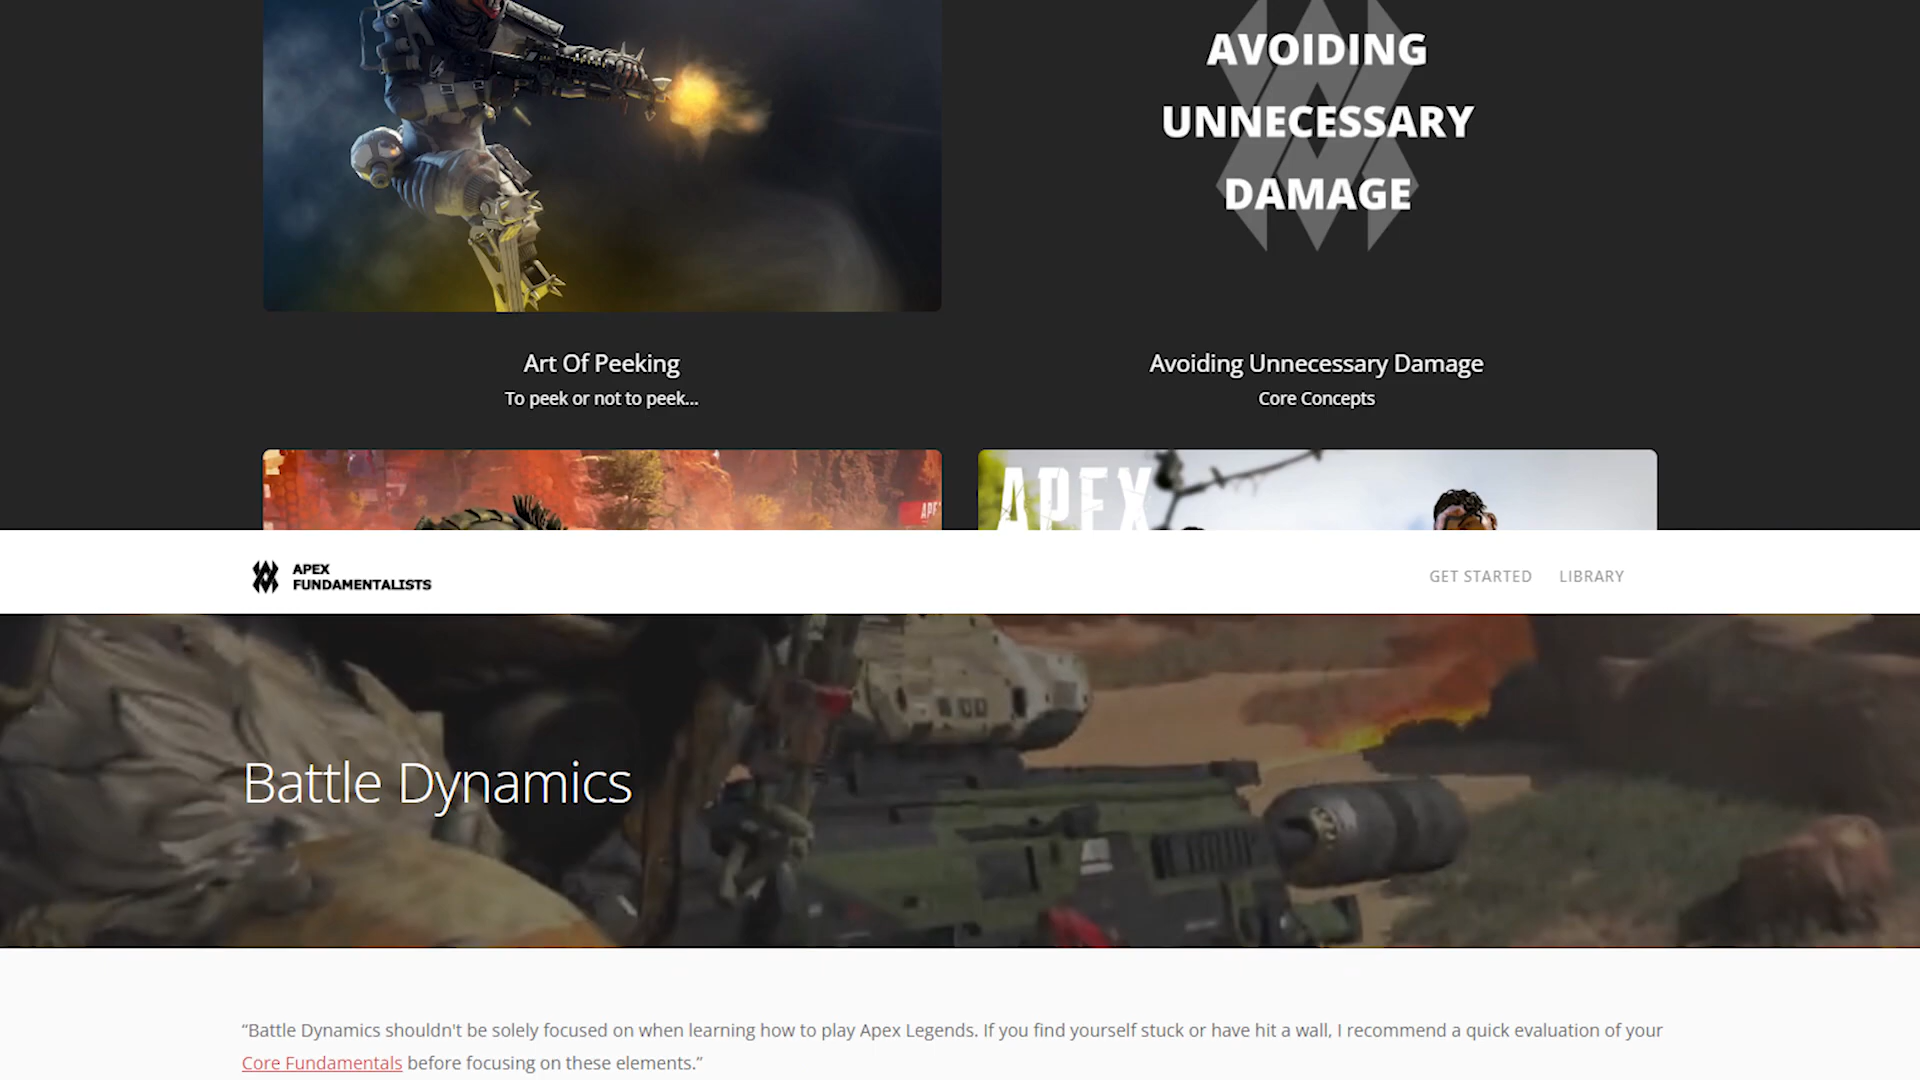 AVOIDING
UNNECESSARY
DAMAGE
Art Of Peeking
To peek or not to peek...
Avoiding Unnecessary Damage
Core Concepts
APEX
APEX
FUNDAMENTALISTS
GET STARTED
LIBRARY
Battle Dynamics
“Battle Dynamics shouldn't be solely focused on when learning how to play Apex Legends. If you find yourself stuck or have hit a wall, I recommend a quick evaluation of your
Core Fundamentals before focusing on these elements.”